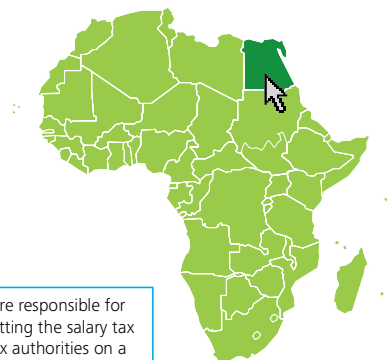 re responsible for
tting the salary tax
x authorities on a